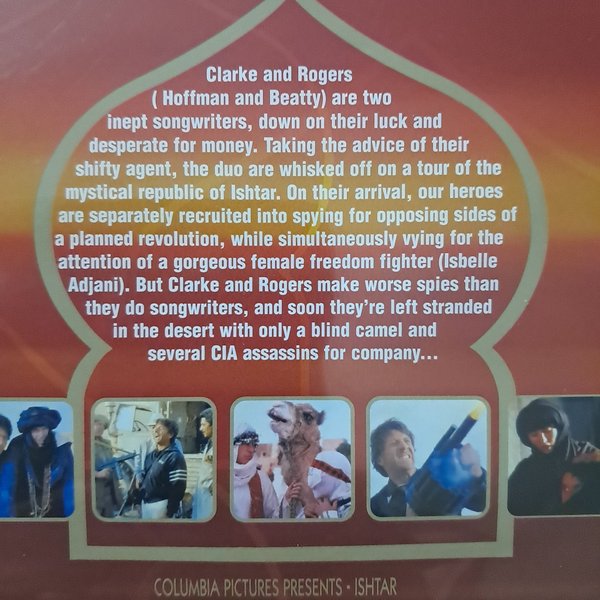 Clarke and Rogers
( Hoffman and Beatty) are two
inept songwriters, down on their luck and
desperate for money. Taking the advice of their
shifty agent, the duo are whisked off on a tour of the
mystical republic of Ishtar. On their arrival, our heroes
are separately recruited into spying for opposing sides of
a planned revolution, while simultaneously vying for the
attention of a gorgeous female freedom fighter (Isbelle
Adjani). But Clarke and Rogers make worse spies than
they do songwriters, and soon they're left stranded
in the desert with only a blind camel and
several CIA assassins for company...
COLUMBIA PICTURES PRESENTS - ISHTAR